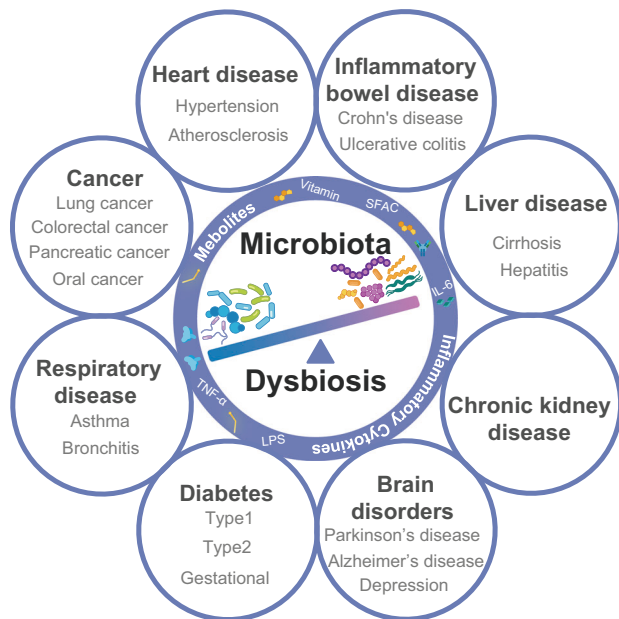 Heart disease
Hypertension
Atherosclerosis
Inflammatory
bowel disease
Crohn's disease
Ulcerative colitis
Cancer
Lung cancer
Colorectal cancer
Pancreatic cancer
Oral cancer
Liver disease
Cirrhosis
Hepatitis
Mebolites
Vitamin
SFAC
IL-6
Inflammatory Cytokines
LPS
TNF-α
Microbiota
Dysbiosis
Respiratory
disease
Asthma
Bronchitis
Chronic kidney
disease
Diabetes
Type1
Type2
Gestational
Brain
disorders
Parkinson’s disease
Alzheimer’s disease
Depression